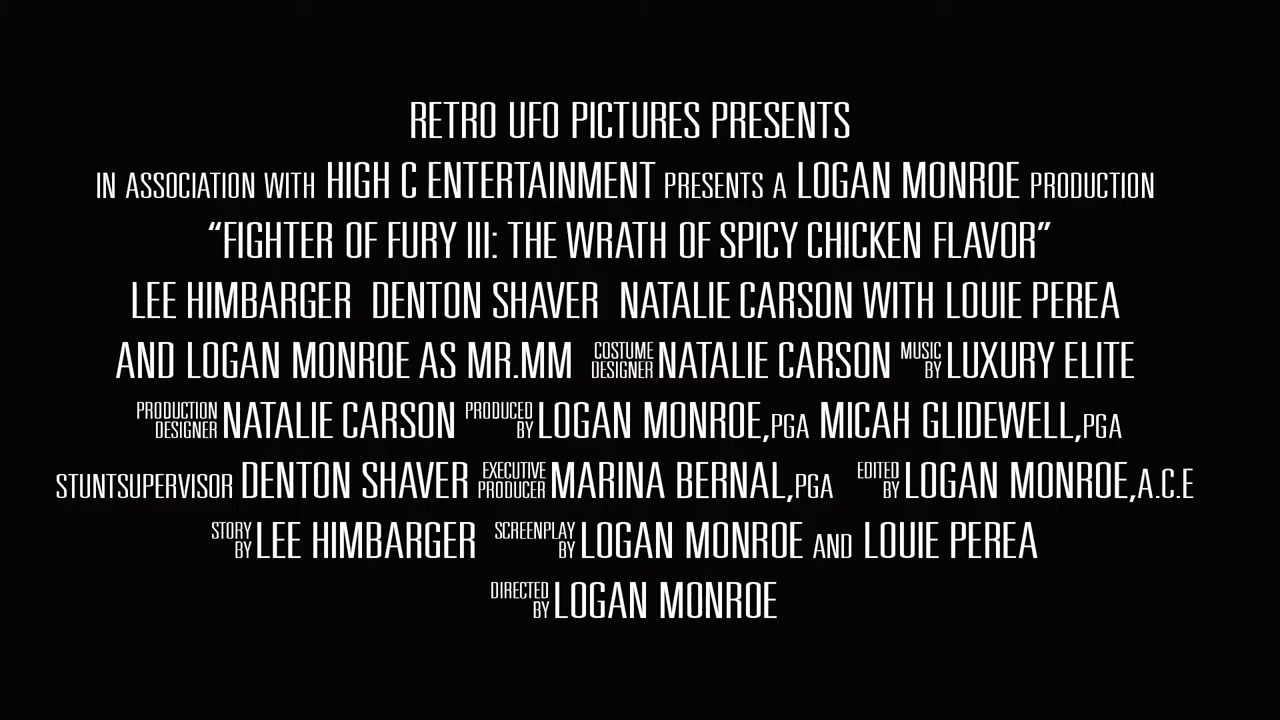 RETRO UFO PICTURES PRESENTS
IN ASSOCIATION WITH HIGH C ENTERTAINMENT PRESENTS A LOGAN MONROE PRODUCTION
“FIGHTER OF FURY III: THE WRATH OF SPICY CHICKEN FLAVOR”
LEE HIMBARGER DENTON SHAVER NATALIE CARSON WITH LOUIE PEREA
AND LOGAN MONROE AS MR.MM COSTUME DESIGNER NATALIE CARSON MUSIC BY LUXURY ELITE
PRODUCTION DESIGNER NATALIE CARSON PRODUCED BY LOGAN MONROE,PGA MICAH GLIDEWELL,PGA
STUNTSUPERVISOR DENTON SHAVER EXECUTIVE PRODUCER MARINA BERNAL,PGA EDITED BY LOGAN MONROE,A.C.E
STORY BY LEE HIMBARGER SCREENPLAY BY LOGAN MONROE AND LOUIE PEREA
DIRECTED BY LOGAN MONROE